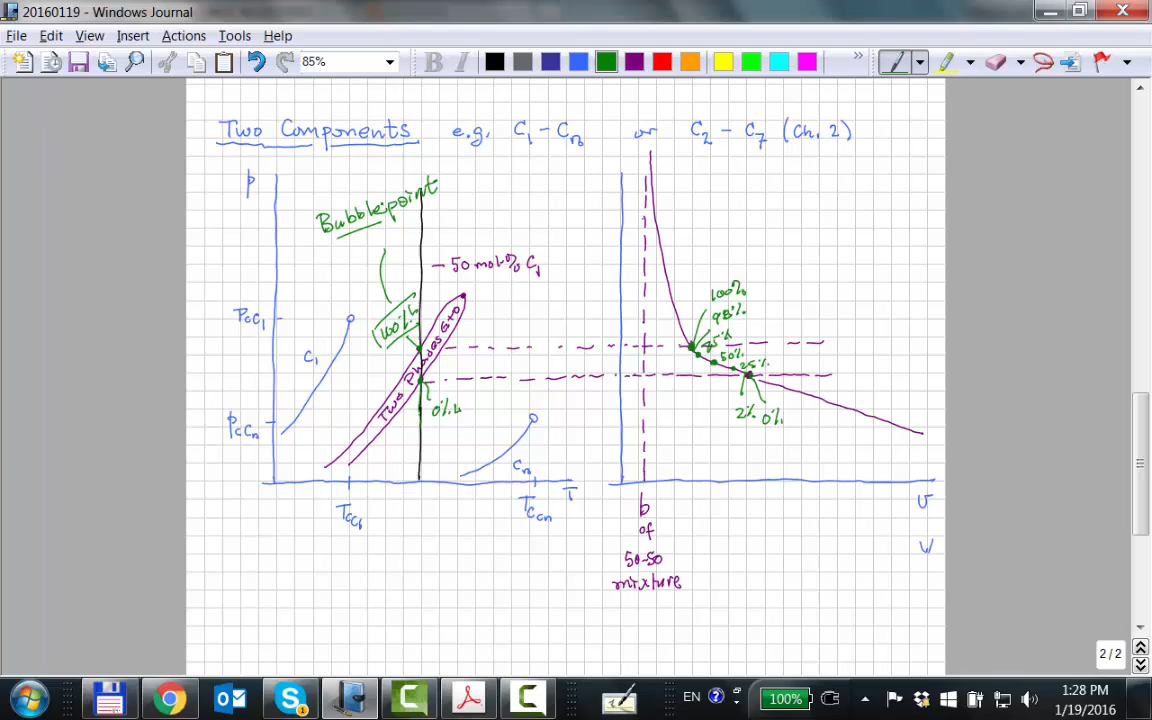 20160119 - Windows Journal
File Edit View Insert Actions Tools Help
85%
Two Components e.g. C1 - Cn or C2 - C7 (Ch. 2)
p
Bubblepoint
- 50 mol-% C1
100%
98%
75%
50%
25%
2% 0%
PcC1
C1
100% L
Two Phases G+O
0% L
PcCn
Cn
TcC1
TcCn
T
v
b
of
50-50
mixture
2 / 2
EN
100%
1:28 PM
1/19/2016